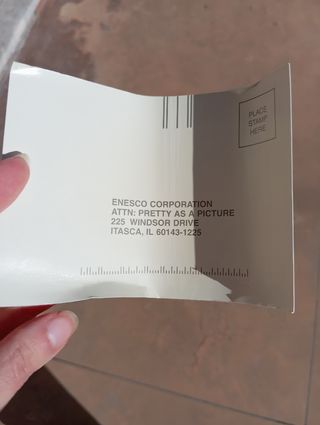 PLACE
STAMP
HERE
ENESCO CORPORATION
ATTN: PRETTY AS A PICTURE
225 WINDSOR DRIVE
ITASCA, IL 60143-1225